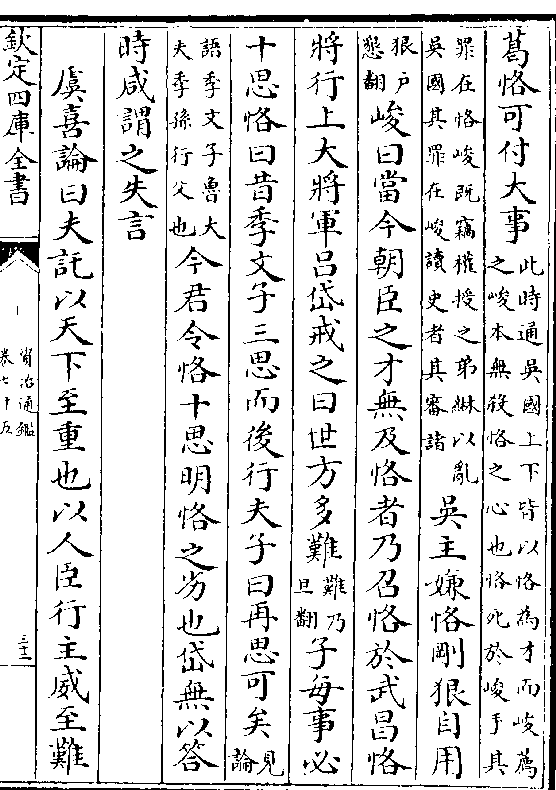 葛恪可付大事此時通吳國上下皆以恪為才而峻薦
之峻本無殺恪之心也恪死於峻手其
罪在恪峻既竊權授之弟綝以亂
吳國其罪在峻讀史者其審諸
吳主嫌恪剛狠自用
狠户
懇翻
峻曰當今朝臣之才無及恪者乃召恪於武昌恪
將行上大將軍吕岱戒之曰世方多難
難乃
旦翻
子每事必
十思恪曰昔季文子三思而後行夫子曰再思可矣
見
論
語季文子魯大
夫季孫行父也
今君令恪十思明恪之劣也岱無以答
時咸謂之失言
虞喜論曰夫託以天下至重也以人臣行主威至難
欽定四庫全書
資治通鑑
卷七十五